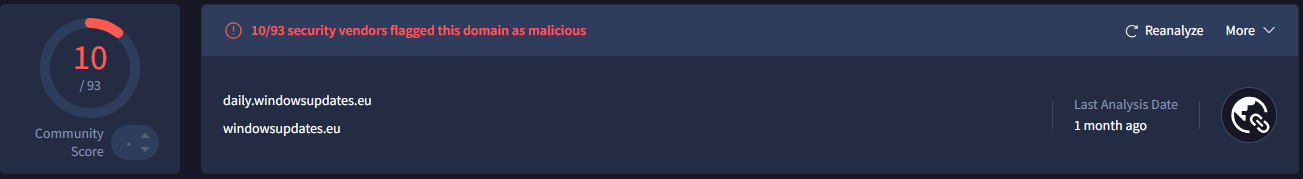 10
/ 93
Community
Score
10/93 security vendors flagged this domain as malicious
Reanalyze
More
daily.windowsupdates.eu
windowsupdates.eu
Last Analysis Date
1 month ago